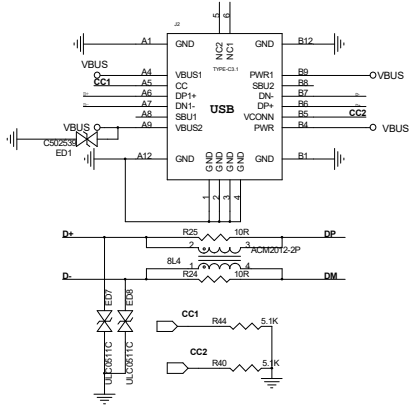 J2
5
6
NC2
NC1
A1 GND GND B12
TYPE-C3.1
VBUS
A4 VBUS1 PWR1 B9 VBUS
CC1 A5 CC SBU2 B8
D+ A6 DP1+ DN- B7 D-
D- A7 DN1- USB DP+ B6 D+
A8 SBU1 VCONN B5 CC2
VBUS A9 VBUS2 PWR B4 VBUS
C502539
ED1
A12 GND GND B1
GND GND GND GND
1 2 3 4
D+ R25 10R DP
2 3 ACM2012-2P
8L4 1 4
D- R24 10R DM
ED7 ED8
ULC0511C ULC0511C
CC1 R44 5.1K
CC2 R40 5.1K